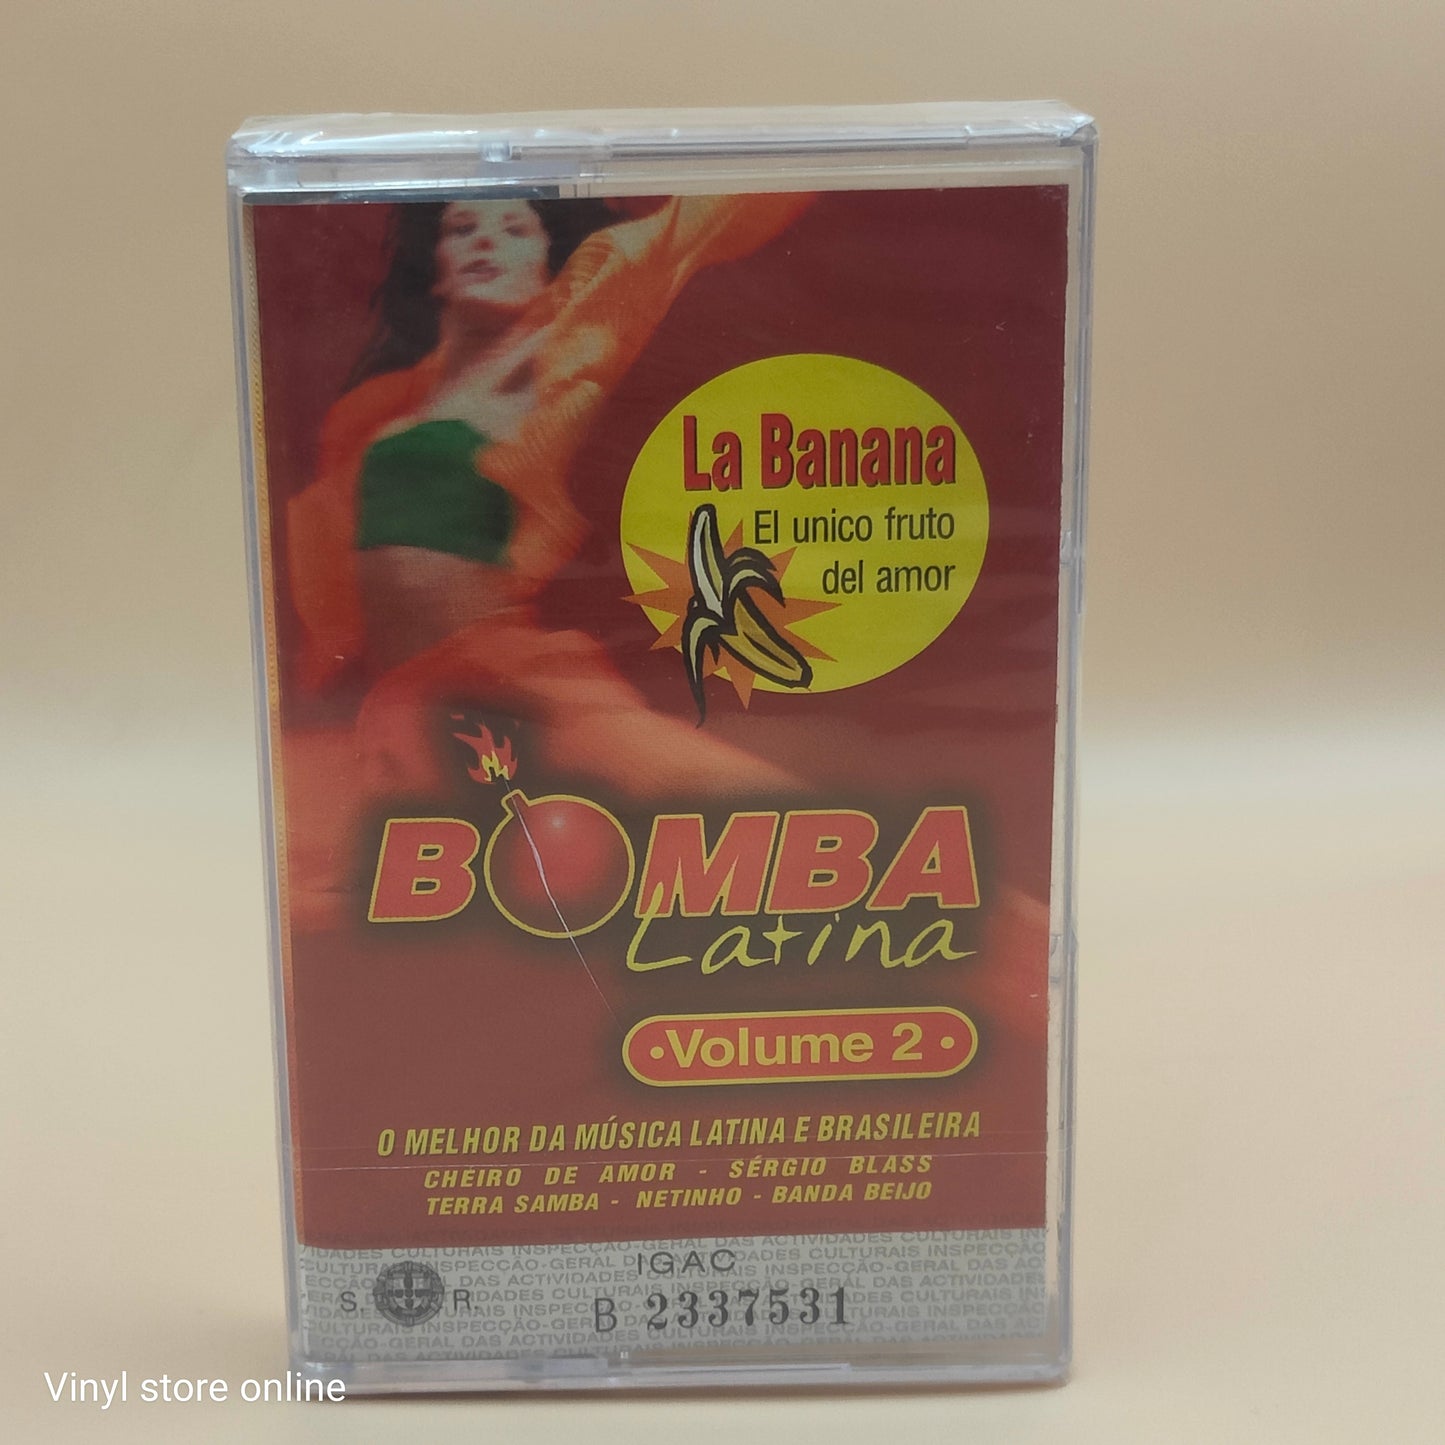 La Banana
El unico fruto
del amor
BOMBA
Latina
•Volume 2•
O MELHOR DA MÚSICA LATINA E BRASILEIRA
CHEIRO DE AMOR - SÉRGIO BLASS
TERRA SAMBA - NETINHO - BANDA BEIJO
IGAC
S. R.
B 2337531
Vinyl store online